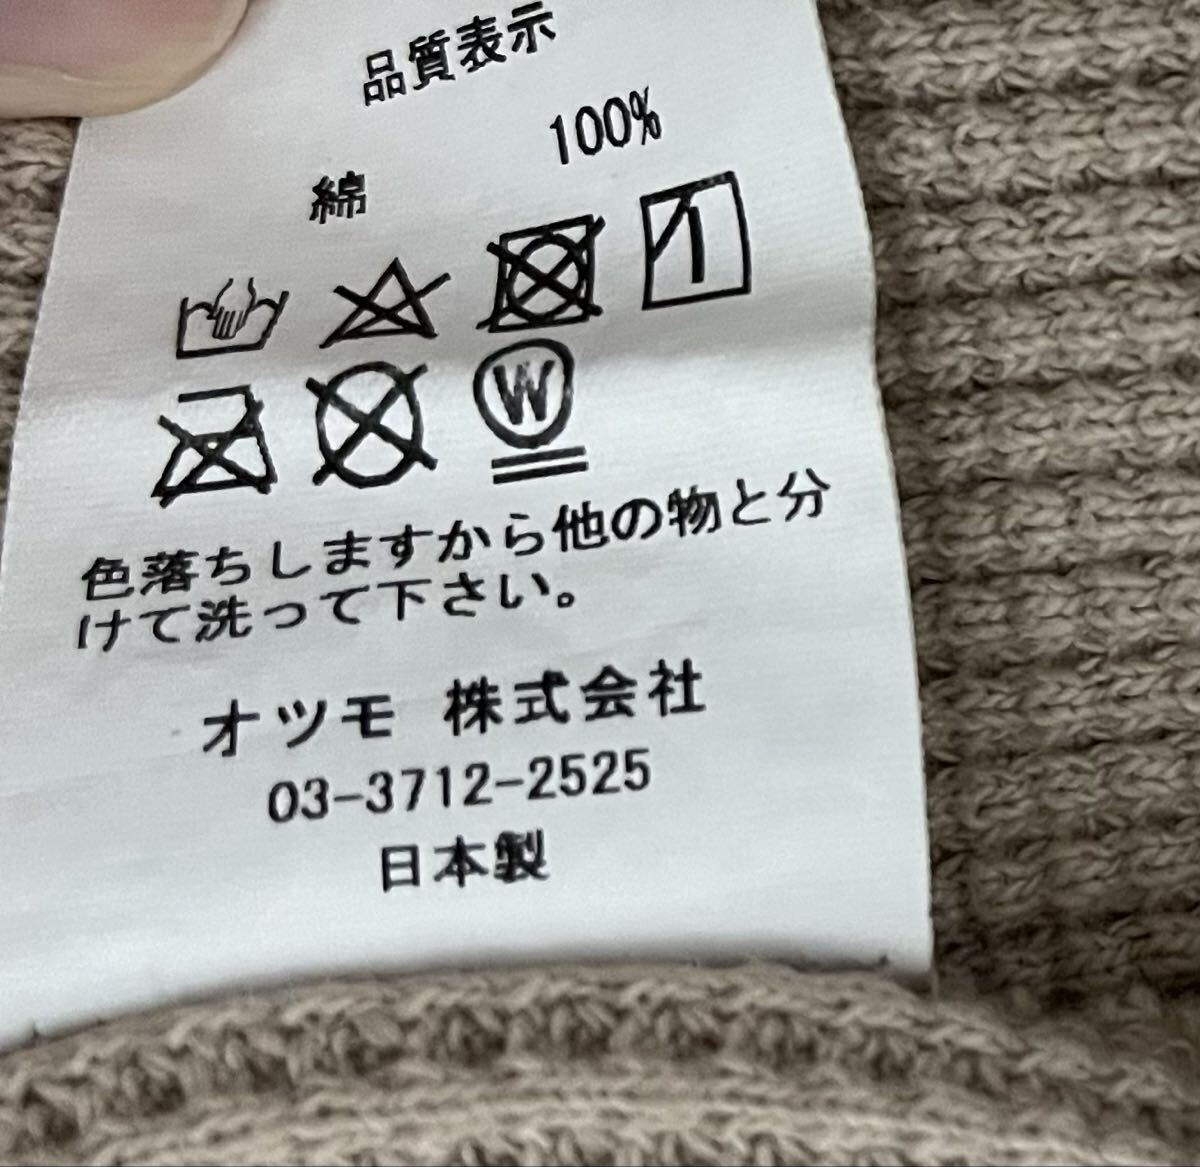 品質表示
綿 100%
W
色落ちしますから他の物と分
けて洗って下さい。
オツモ 株式会社
03-3712-2525
日本製